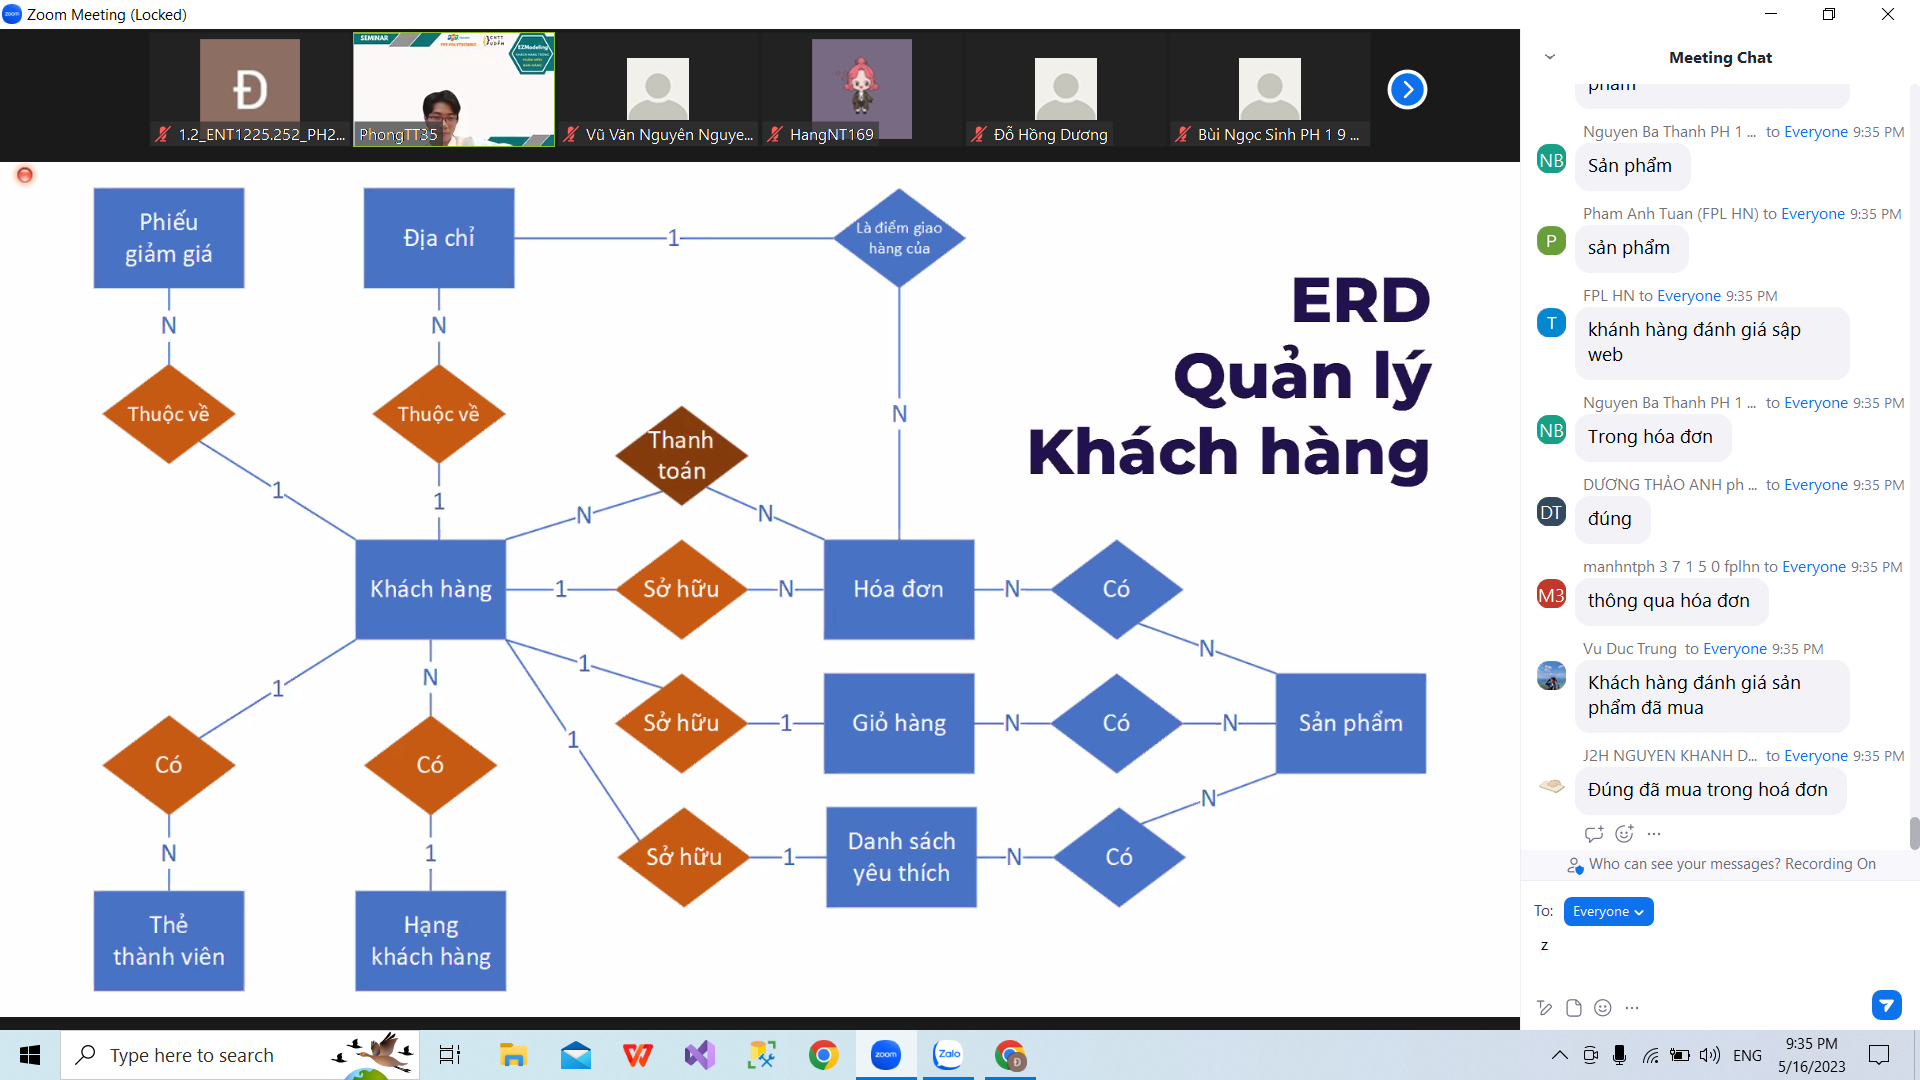 Zoom Meeting (Locked)
Đ
1.2_ENT1225.252_PH2...
SEMINAR
EZModeling
PhongTT35
Vũ Văn Nguyên Nguye...
HangNT169
Đỗ Hồng Dương
Bùi Ngọc Sinh PH 1 9 ...
Phiếu
giảm giá
Địa chỉ
1
Là điểm giao
hàng của
ERD
Quản lý
Khách hàng
N
N
Thuộc về
Thuộc về
N
Thanh
toán
1
1
N
N
Khách hàng
1
Sở hữu
N
Hóa đơn
N
Có
N
1
1
N
1
Sở hữu
1
Giỏ hàng
N
Có
N
Sản phẩm
Có
Có
N
N
1
1
Sở hữu
1
Danh sách
yêu thích
N
Có
Thẻ
thành viên
Hạng
khách hàng
Meeting Chat
phẩm
Nguyen Ba Thanh PH 1 ... to Everyone 9:35 PM
NB
Sản phẩm
Pham Anh Tuan (FPL HN) to Everyone 9:35 PM
P
sản phẩm
FPL HN to Everyone 9:35 PM
T
khánh hàng đánh giá sập
web
Nguyen Ba Thanh PH 1 ... to Everyone 9:35 PM
NB
Trong hóa đơn
DƯƠNG THẢO ANH ph ... to Everyone 9:35 PM
DT
đúng
manhntph 3 7 1 5 0 fplhn to Everyone 9:35 PM
M3
thông qua hóa đơn
Vu Duc Trung to Everyone 9:35 PM
Khách hàng đánh giá sản
phẩm đã mua
J2H NGUYEN KHANH D... to Everyone 9:35 PM
Đúng đã mua trong hoá đơn
Who can see your messages? Recording On
To: Everyone
z
Type here to search
zoom
Zalo
Đ
ENG
9:35 PM
5/16/2023